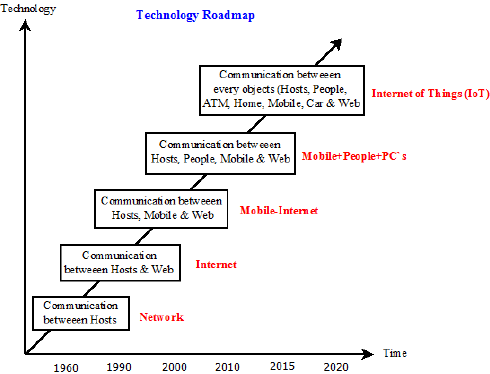 Technology
Technology Roadmap
Communication betweeen
every objects (Hosts, People,
ATM, Home, Mobile, Car & Web
Internet of Things (IoT)
Communication between
Hosts, People, Mobile & Web
Mobile+People+PC`s
Communication betweeen
Hosts, Mobile & Web
Mobile-Internet
Communication
betweeen Hosts & Web
Internet
Communication
betweeen Hosts
Network
Time
1960 1990 2000 2010 2015 2020